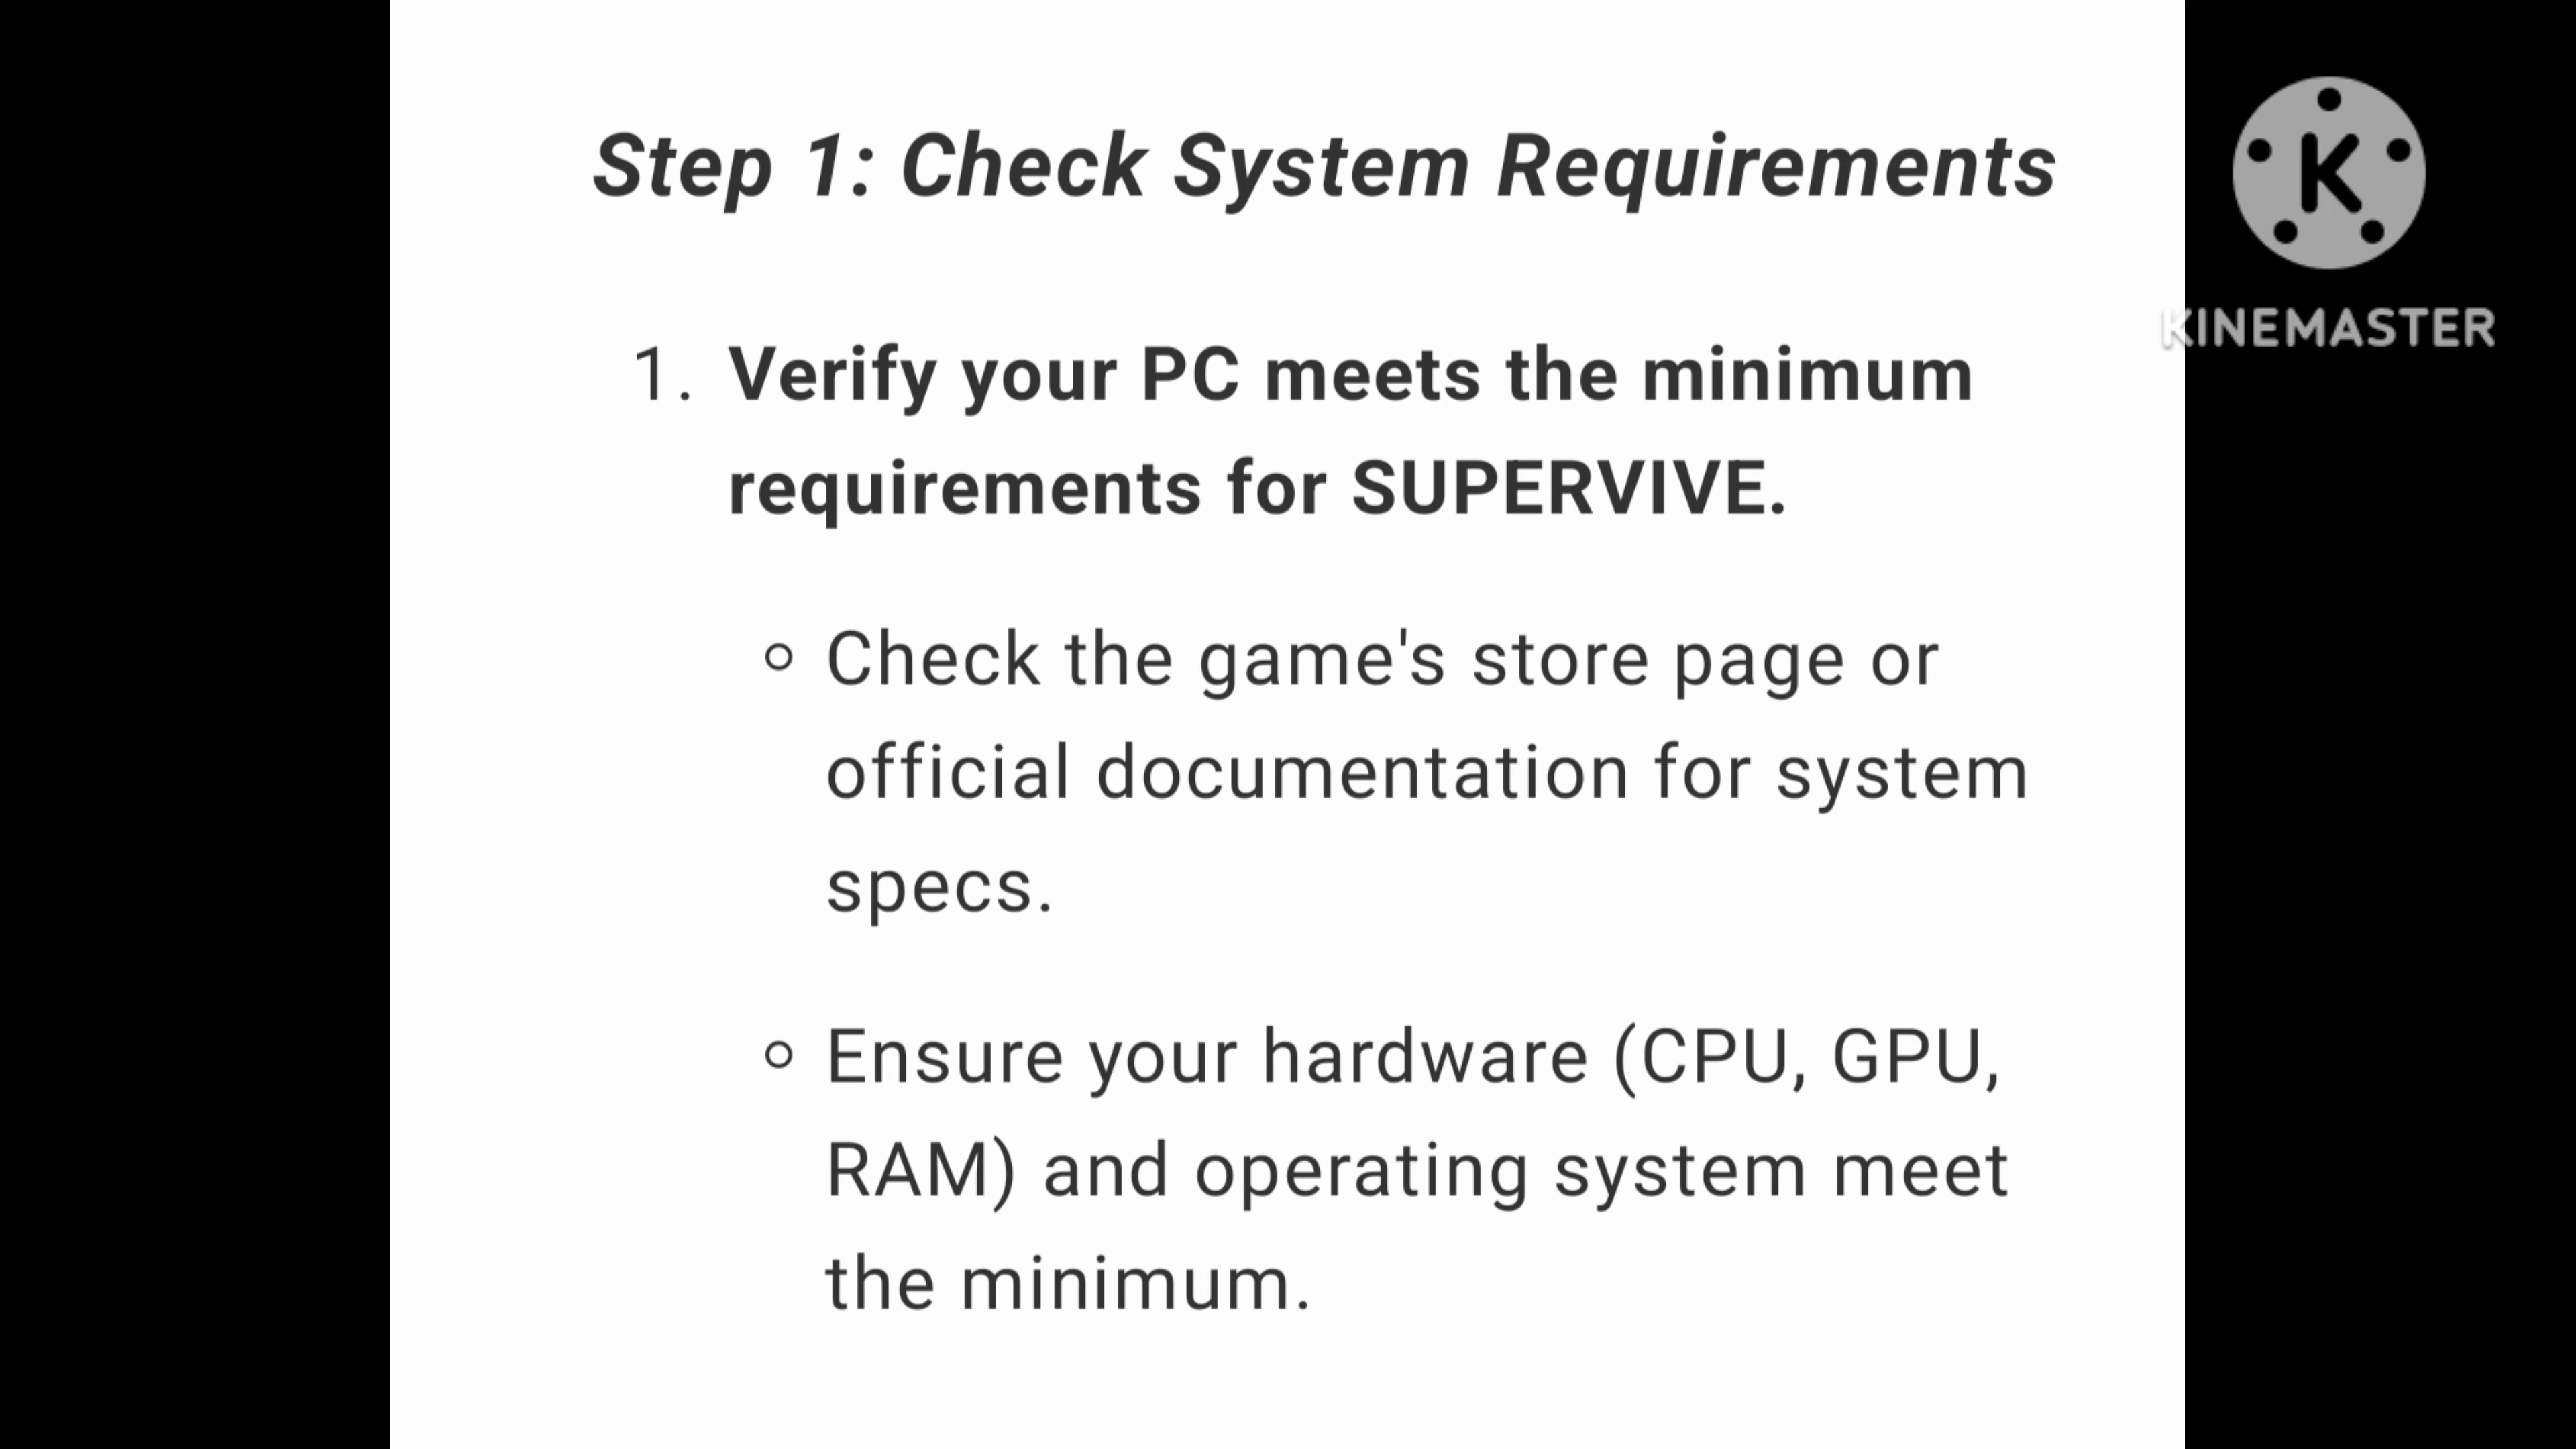 Step 1: Check System Requirements
K
KINEMASTER
1. Verify your PC meets the minimum
requirements for SUPERVIVE.
○ Check the game's store page or
official documentation for system
specs.
○ Ensure your hardware (CPU, GPU,
RAM) and operating system meet
the minimum.